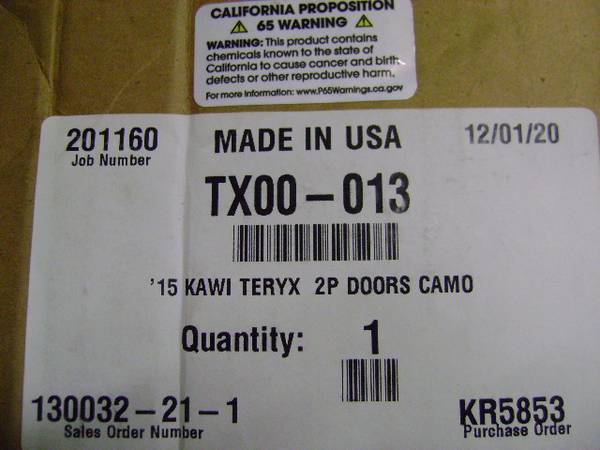 CALIFORNIA PROPOSITION
65 WARNING
WARNING: This product contains
chemicals known to the state of
California to cause cancer and birth
defects or other reproductive harm.
For more information: www.P65Warnings.ca.gov
201160 MADE IN USA 12/01/20
Job Number
TX00-013
'15 KAWI TERYX 2P DOORS CAMO
Quantity: 1
130032-21-1 KR5853
Sales Order Number Purchase Order